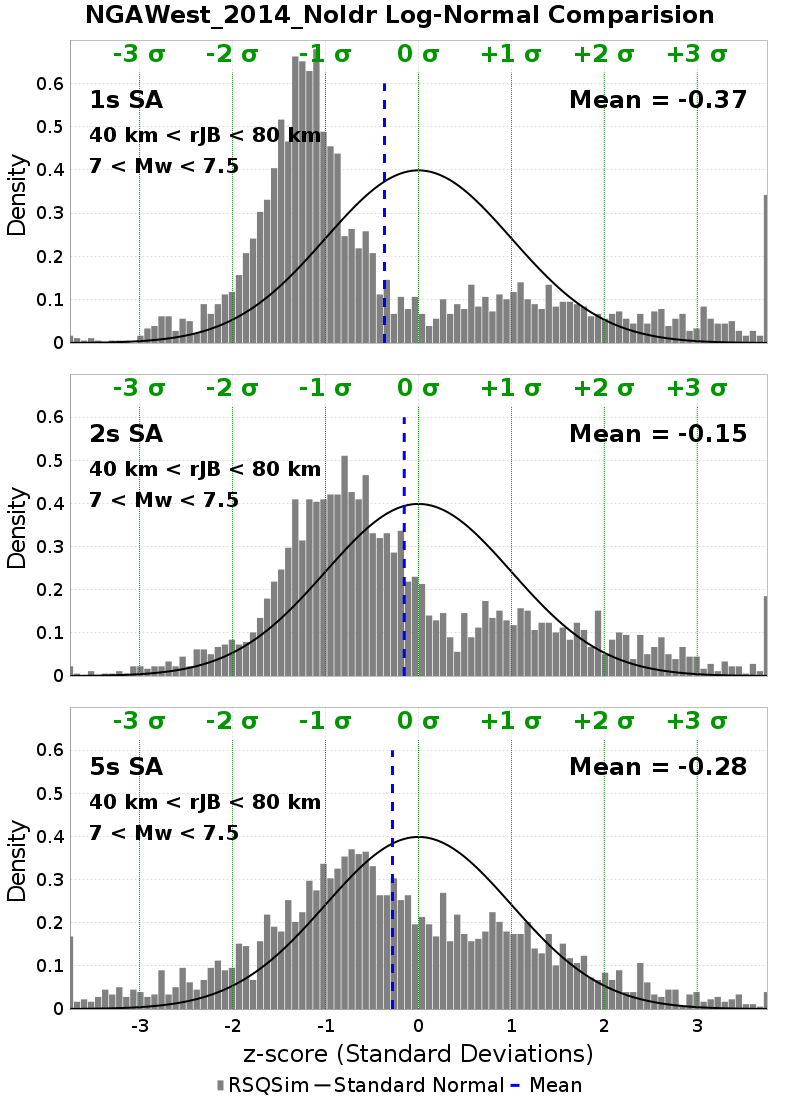 NGAWest_2014_NoIdr Log-Normal Comparision
-3 σ -2 σ -1 σ 0 σ +1 σ +2 σ +3 σ
1s SA Mean = -0.37
40 km < rJB < 80 km
7 < Mw < 7.5
Density
0.6
0.5
0.4
0.3
0.2
0.1
0
-3 σ -2 σ -1 σ 0 σ +1 σ +2 σ +3 σ
2s SA Mean = -0.15
40 km < rJB < 80 km
7 < Mw < 7.5
Density
0.6
0.5
0.4
0.3
0.2
0.1
0
-3 σ -2 σ -1 σ 0 σ +1 σ +2 σ +3 σ
5s SA Mean = -0.28
40 km < rJB < 80 km
7 < Mw < 7.5
Density
0.6
0.5
0.4
0.3
0.2
0.1
0
-3 -2 -1 0 1 2 3
z-score (Standard Deviations)
RSQSim Standard Normal Mean